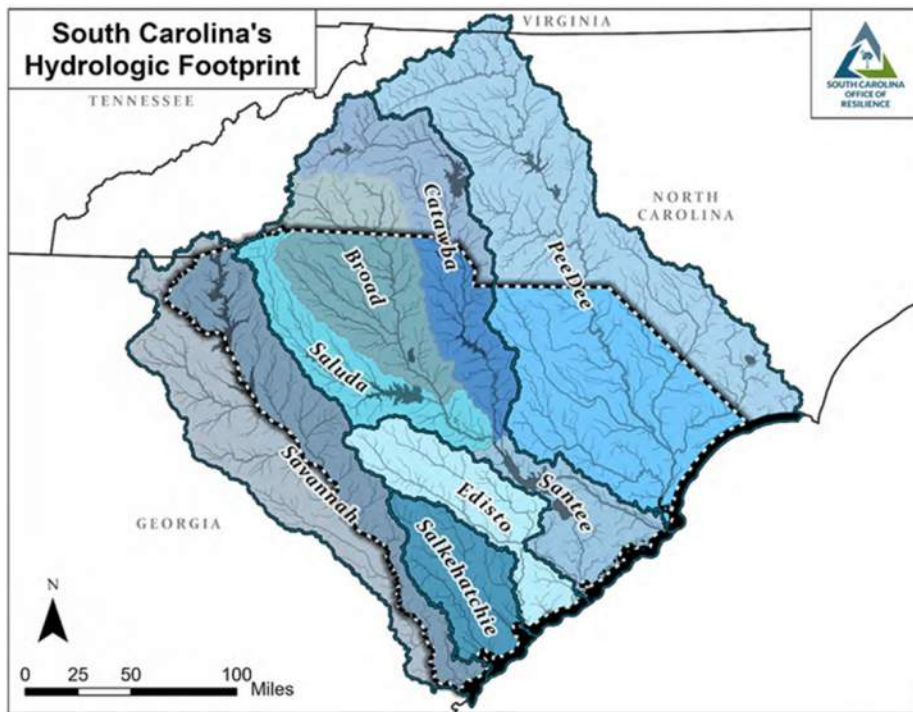 South Carolina's
Hydrologic Footprint
VIRGINIA
SOUTH CAROLINA
OFFICE OF
RESILIENCE
TENNESSEE
NORTH
CAROLINA
Catawba
PeeDee
Broad
Saluda
Savannah
Edisto
Santee
Salkehatchie
GEORGIA
N
0 25 50 100
Miles